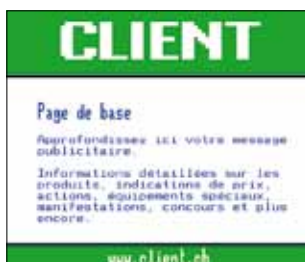 CLIENT
Page de base
Approfondissez ici votre message
publicitaire.
Informations détaillées sur les
produits, indications de prix,
actions, équipements spéciaux,
manifestations, concours et plus
encore.
www.client.ch